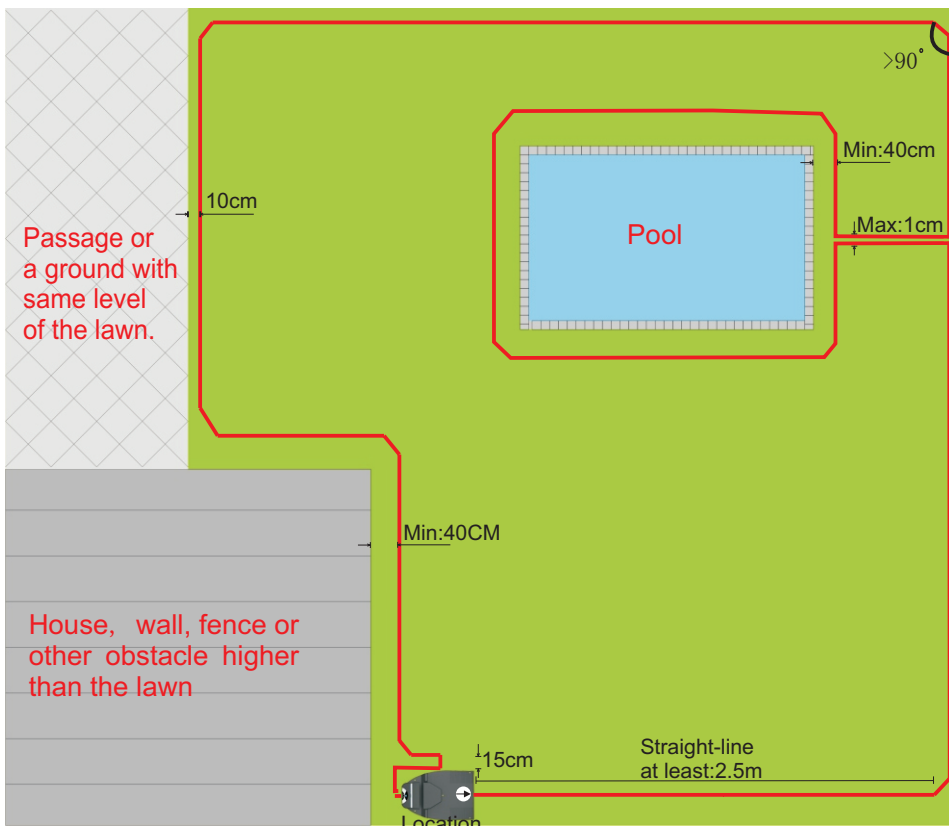 >90°
Min:40cm
10cm
Max:1cm
Pool
Passage or
a ground with
same level
of the lawn.
Min:40CM
House, wall, fence or
other obstacle higher
than the lawn
15cm
Straight-line
at least:2.5m
Location